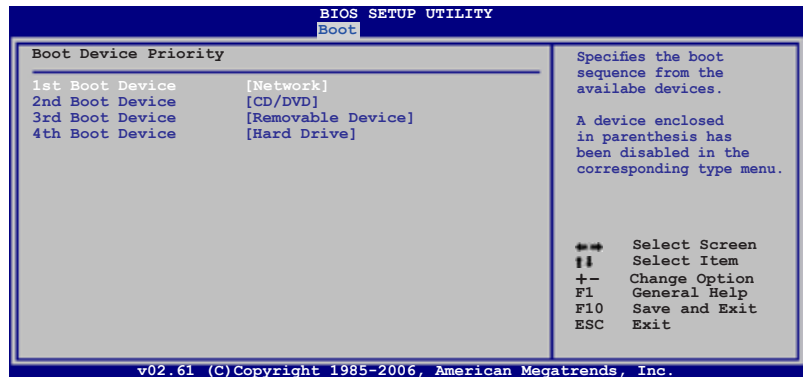 BIOS SETUP UTILITY
Boot
Boot Device Priority
1st Boot Device [Network]
2nd Boot Device [CD/DVD]
3rd Boot Device [Removable Device]
4th Boot Device [Hard Drive]
Specifies the boot
sequence from the
availabe devices.
A device enclosed
in parenthesis has
been disabled in the
corresponding type menu.
←→ Select Screen
↑↓ Select Item
+- Change Option
F1 General Help
F10 Save and Exit
ESC Exit
v02.61 (C)Copyright 1985-2006, American Megatrends, Inc.